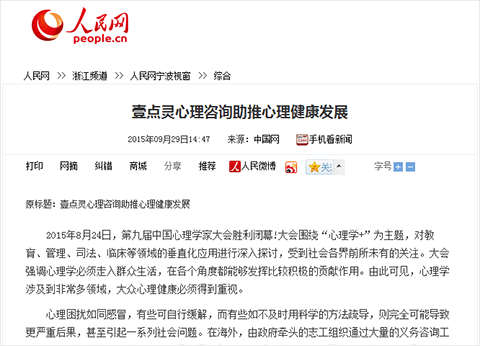 人民网
people.cn
人民网 >> 浙江频道 >> 人民网宁波视窗 >> 综合
壹点灵心理咨询助推心理健康发展
2015年09月29日14:47 来源：中国网 手机看新闻
打印 网摘 纠错 商城 分享 推荐 人民微博 关注 字号
原标题：壹点灵心理咨询助推心理健康发展
2015年8月24日，第九届中国心理学家大会胜利闭幕!大会围绕“心理学+”为主题，对教
育、管理、司法、临床等领域的垂直化应用进行深入探讨，受到社会各界前所未有的关注。大会
强调心理学必须走入群众生活，在各个角度都能够发挥比较积极的贡献作用。由此可见，心理学
涉及到非常多领域，大众心理健康必须得到重视。
心理困扰如同感冒，有些可自行缓解，而有些如不及时用科学的方法疏导，则完全可能导致
更严重后果，甚至引起一系列社会问题。在海外，由政府牵头的志工组织通过大量的义务咨询工